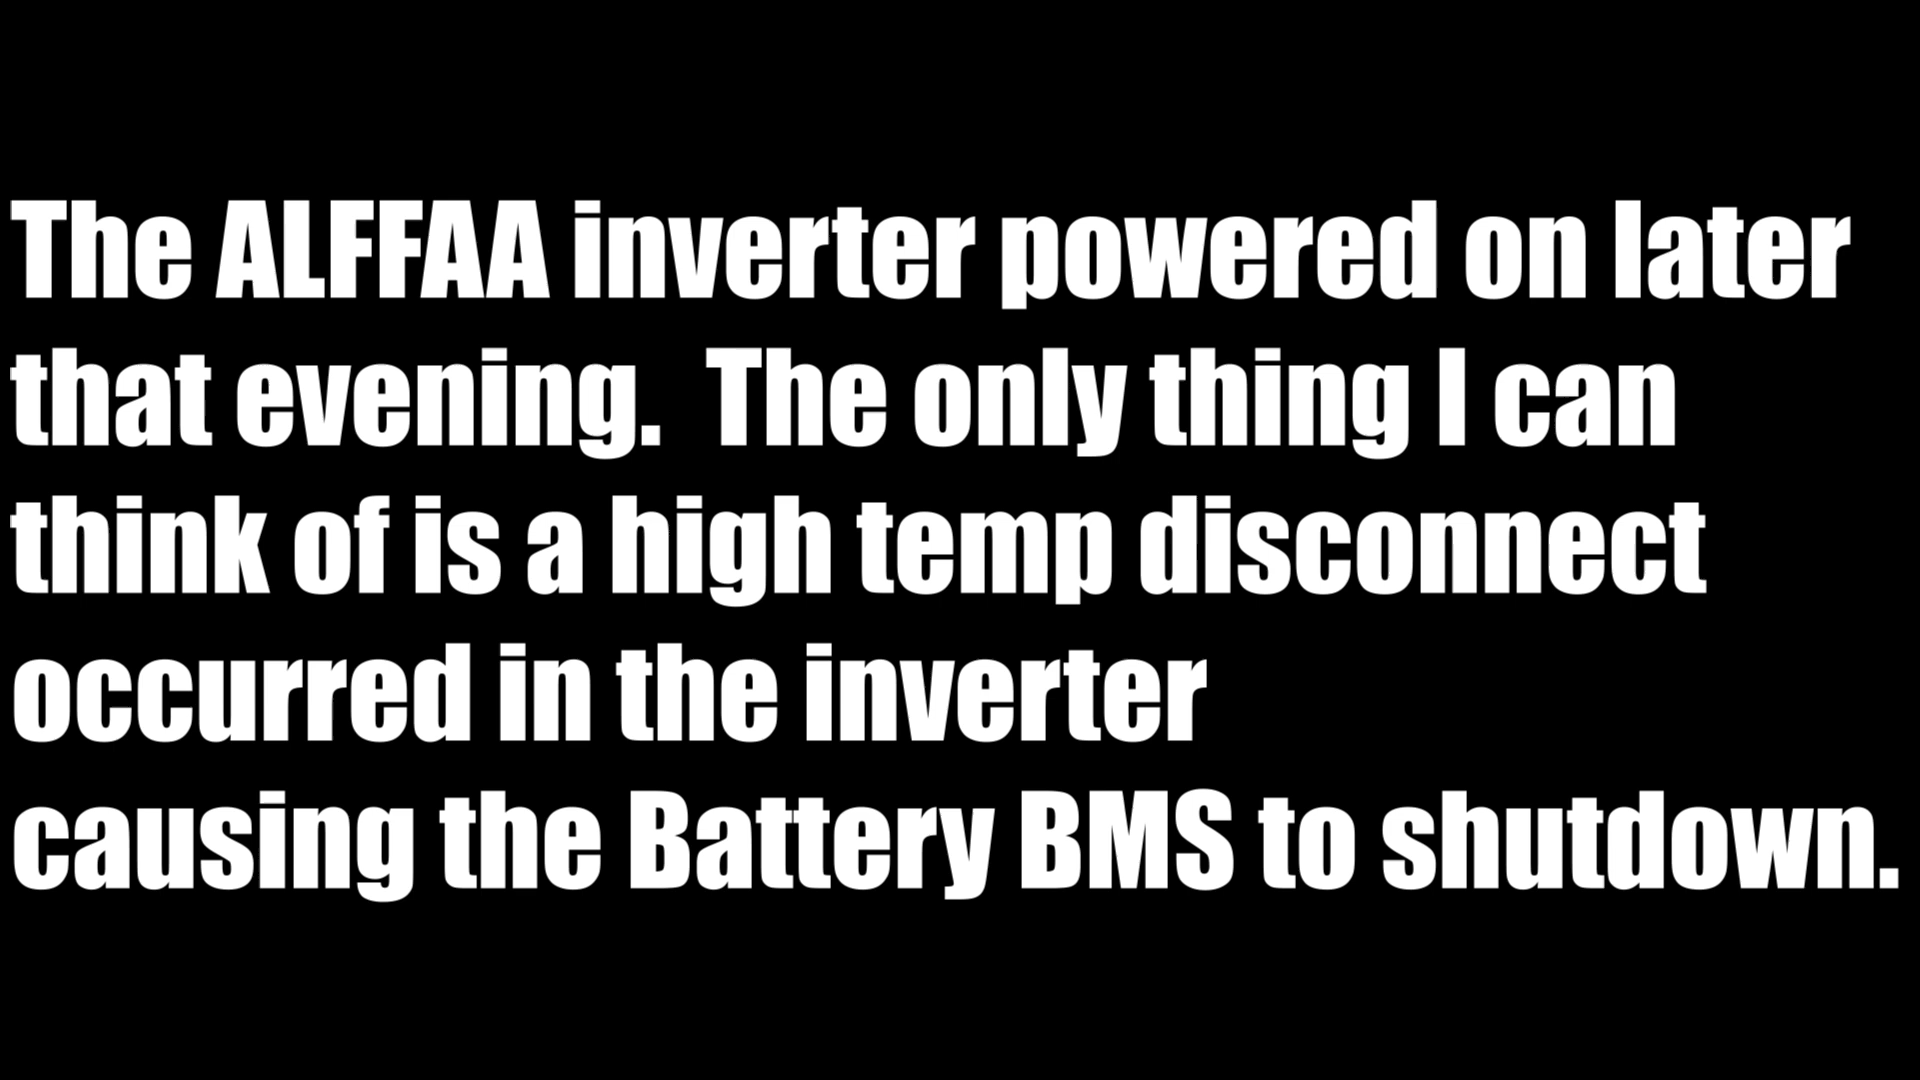 The ALFFAA inverter powered on later
that evening.  The only thing I can
think of is a high temp disconnect
occurred in the inverter
causing the Battery BMS to shutdown.